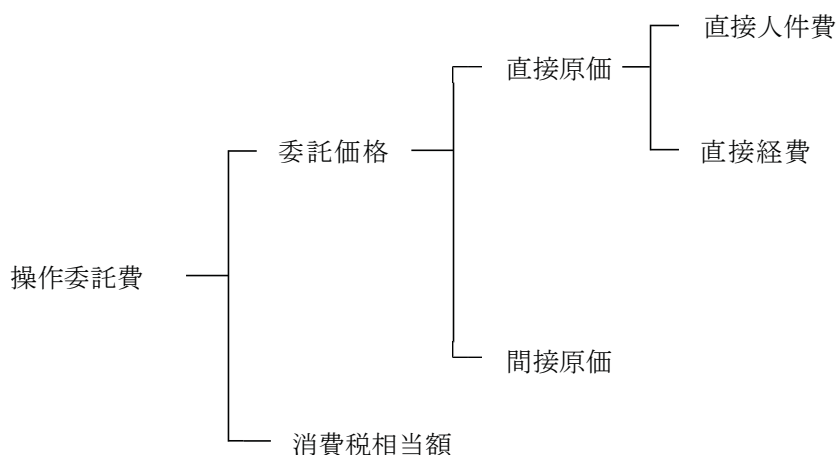 直接人件費
直接原価
直接経費
委託価格
操作委託費
間接原価
消費税相当額